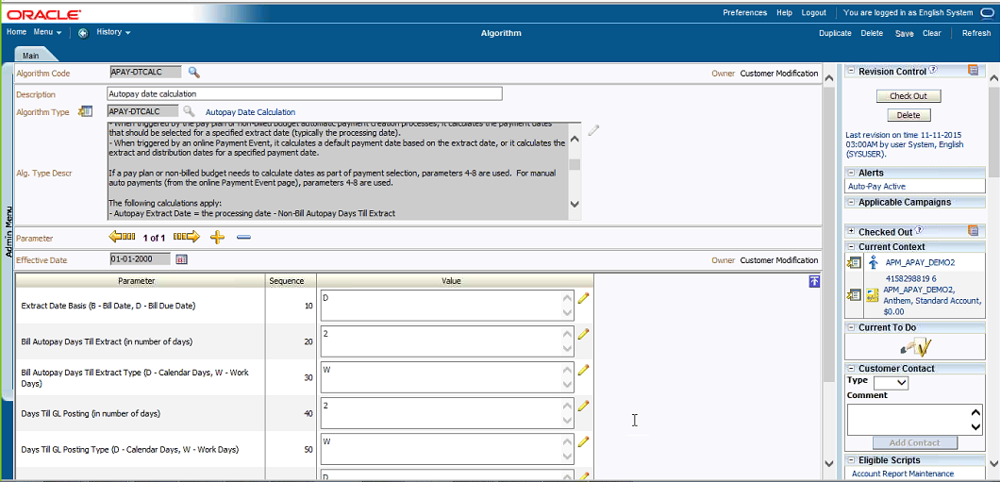 ORACLE
Preferences Help Logout You are logged in as English System
Home Menu History Algorithm Duplicate Delete Save Clear Refresh
Main
Admin Menu
Algorithm Code APAY-DTCALC Owner Customer Modification
Description Autopay date calculation
Algorithm Type APAY-DTCALC Autopay Date Calculation
Alg. Type Descr
- When triggered by the pay plan or non-billed budget automatic payment creation processes, it calculates the payment dates
that should be selected for a specified extract date (typically the processing date).
- When triggered by an online Payment Event, it calculates a default payment date based on the extract date, or it calculates the
extract and distribution dates for a specified payment date.
If a pay plan or non-billed budget needs to calculate dates as part of payment selection, parameters 4-8 are used. For manual
auto payments (from the online Payment Event page), parameters 4-8 are used.
The following calculations apply:
- Autopay Extract Date = the processing date - Non-Bill Autopay Days Till Extract
Parameter 1 of 1
Effective Date 01-01-2000 Owner Customer Modification
Parameter Sequence Value
Extract Date Basis (B - Bill Date, D - Bill Due Date) 10 D
Bill Autopay Days Till Extract (in number of days) 20 2
Bill Autopay Days Till Extract Type (D - Calendar Days, W - Work
Days) 30 W
Days Till GL Posting (in number of days) 40 2
Days Till GL Posting Type (D - Calendar Days, W - Work Days) 50 W
D
Revision Control
Check Out
Delete
Last revision on time 11-11-2015
03:00AM by user System, English
(SYSUSER).
Alerts
Auto-Pay Active
Applicable Campaigns
Checked Out
Current Context
APM_APAY_DEMO2
4158298819 6
APM_APAY_DEMO2,
Anthem, Standard Account,
$0.00
Current To Do
Customer Contact
Type
Comment
Add Contact
Eligible Scripts
Account Report Maintenance